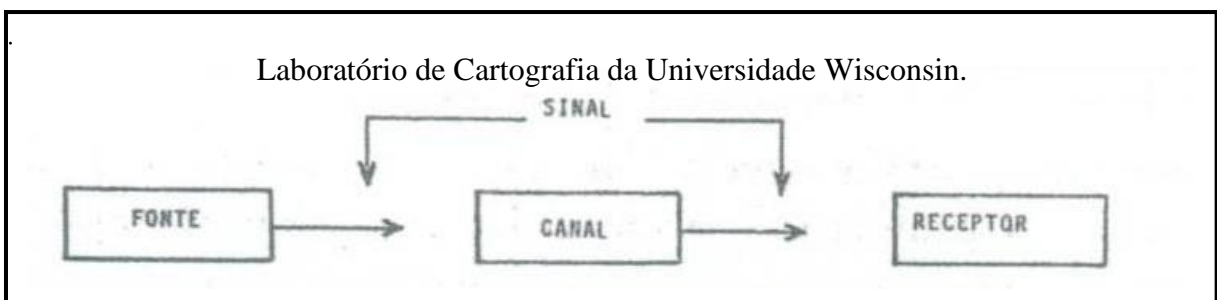 .
Laboratório de Cartografia da Universidade Wisconsin.
SINAL
FONTE
CANAL
RECEPTOR